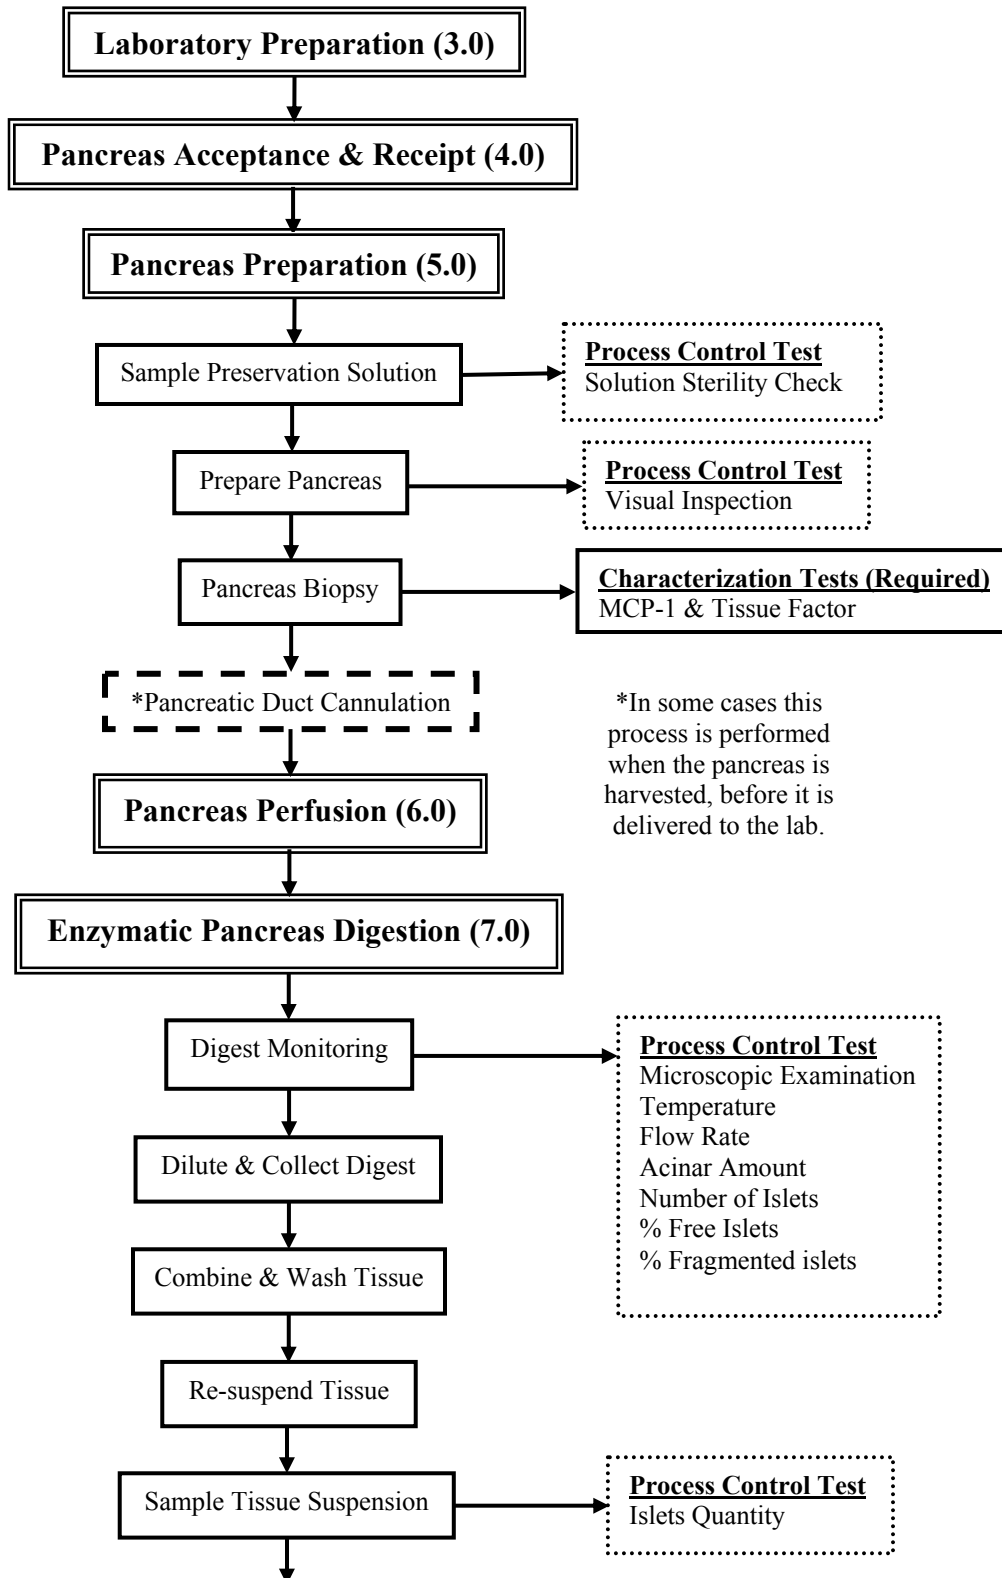 Laboratory Preparation (3.0)
Pancreas Acceptance & Receipt (4.0)
Pancreas Preparation (5.0)
Sample Preservation Solution
Process Control Test
Solution Sterility Check
Prepare Pancreas
Process Control Test
Visual Inspection
Pancreas Biopsy
Characterization Tests (Required)
MCP-1 & Tissue Factor
*Pancreatic Duct Cannulation
*In some cases this
process is performed
when the pancreas is
harvested, before it is
delivered to the lab.
Pancreas Perfusion (6.0)
Enzymatic Pancreas Digestion (7.0)
Digest Monitoring
Process Control Test
Microscopic Examination
Temperature
Flow Rate
Acinar Amount
Number of Islets
% Free Islets
% Fragmented islets
Dilute & Collect Digest
Combine & Wash Tissue
Re-suspend Tissue
Sample Tissue Suspension
Process Control Test
Islets Quantity